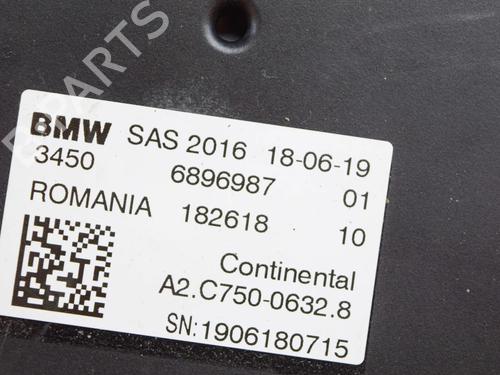 B-PARTS
BMW SAS 2016 18-06-19
3450 6896987 01
ROMANIA 182618 10
Continental
A2.C750-0632.8
SN:1906180715